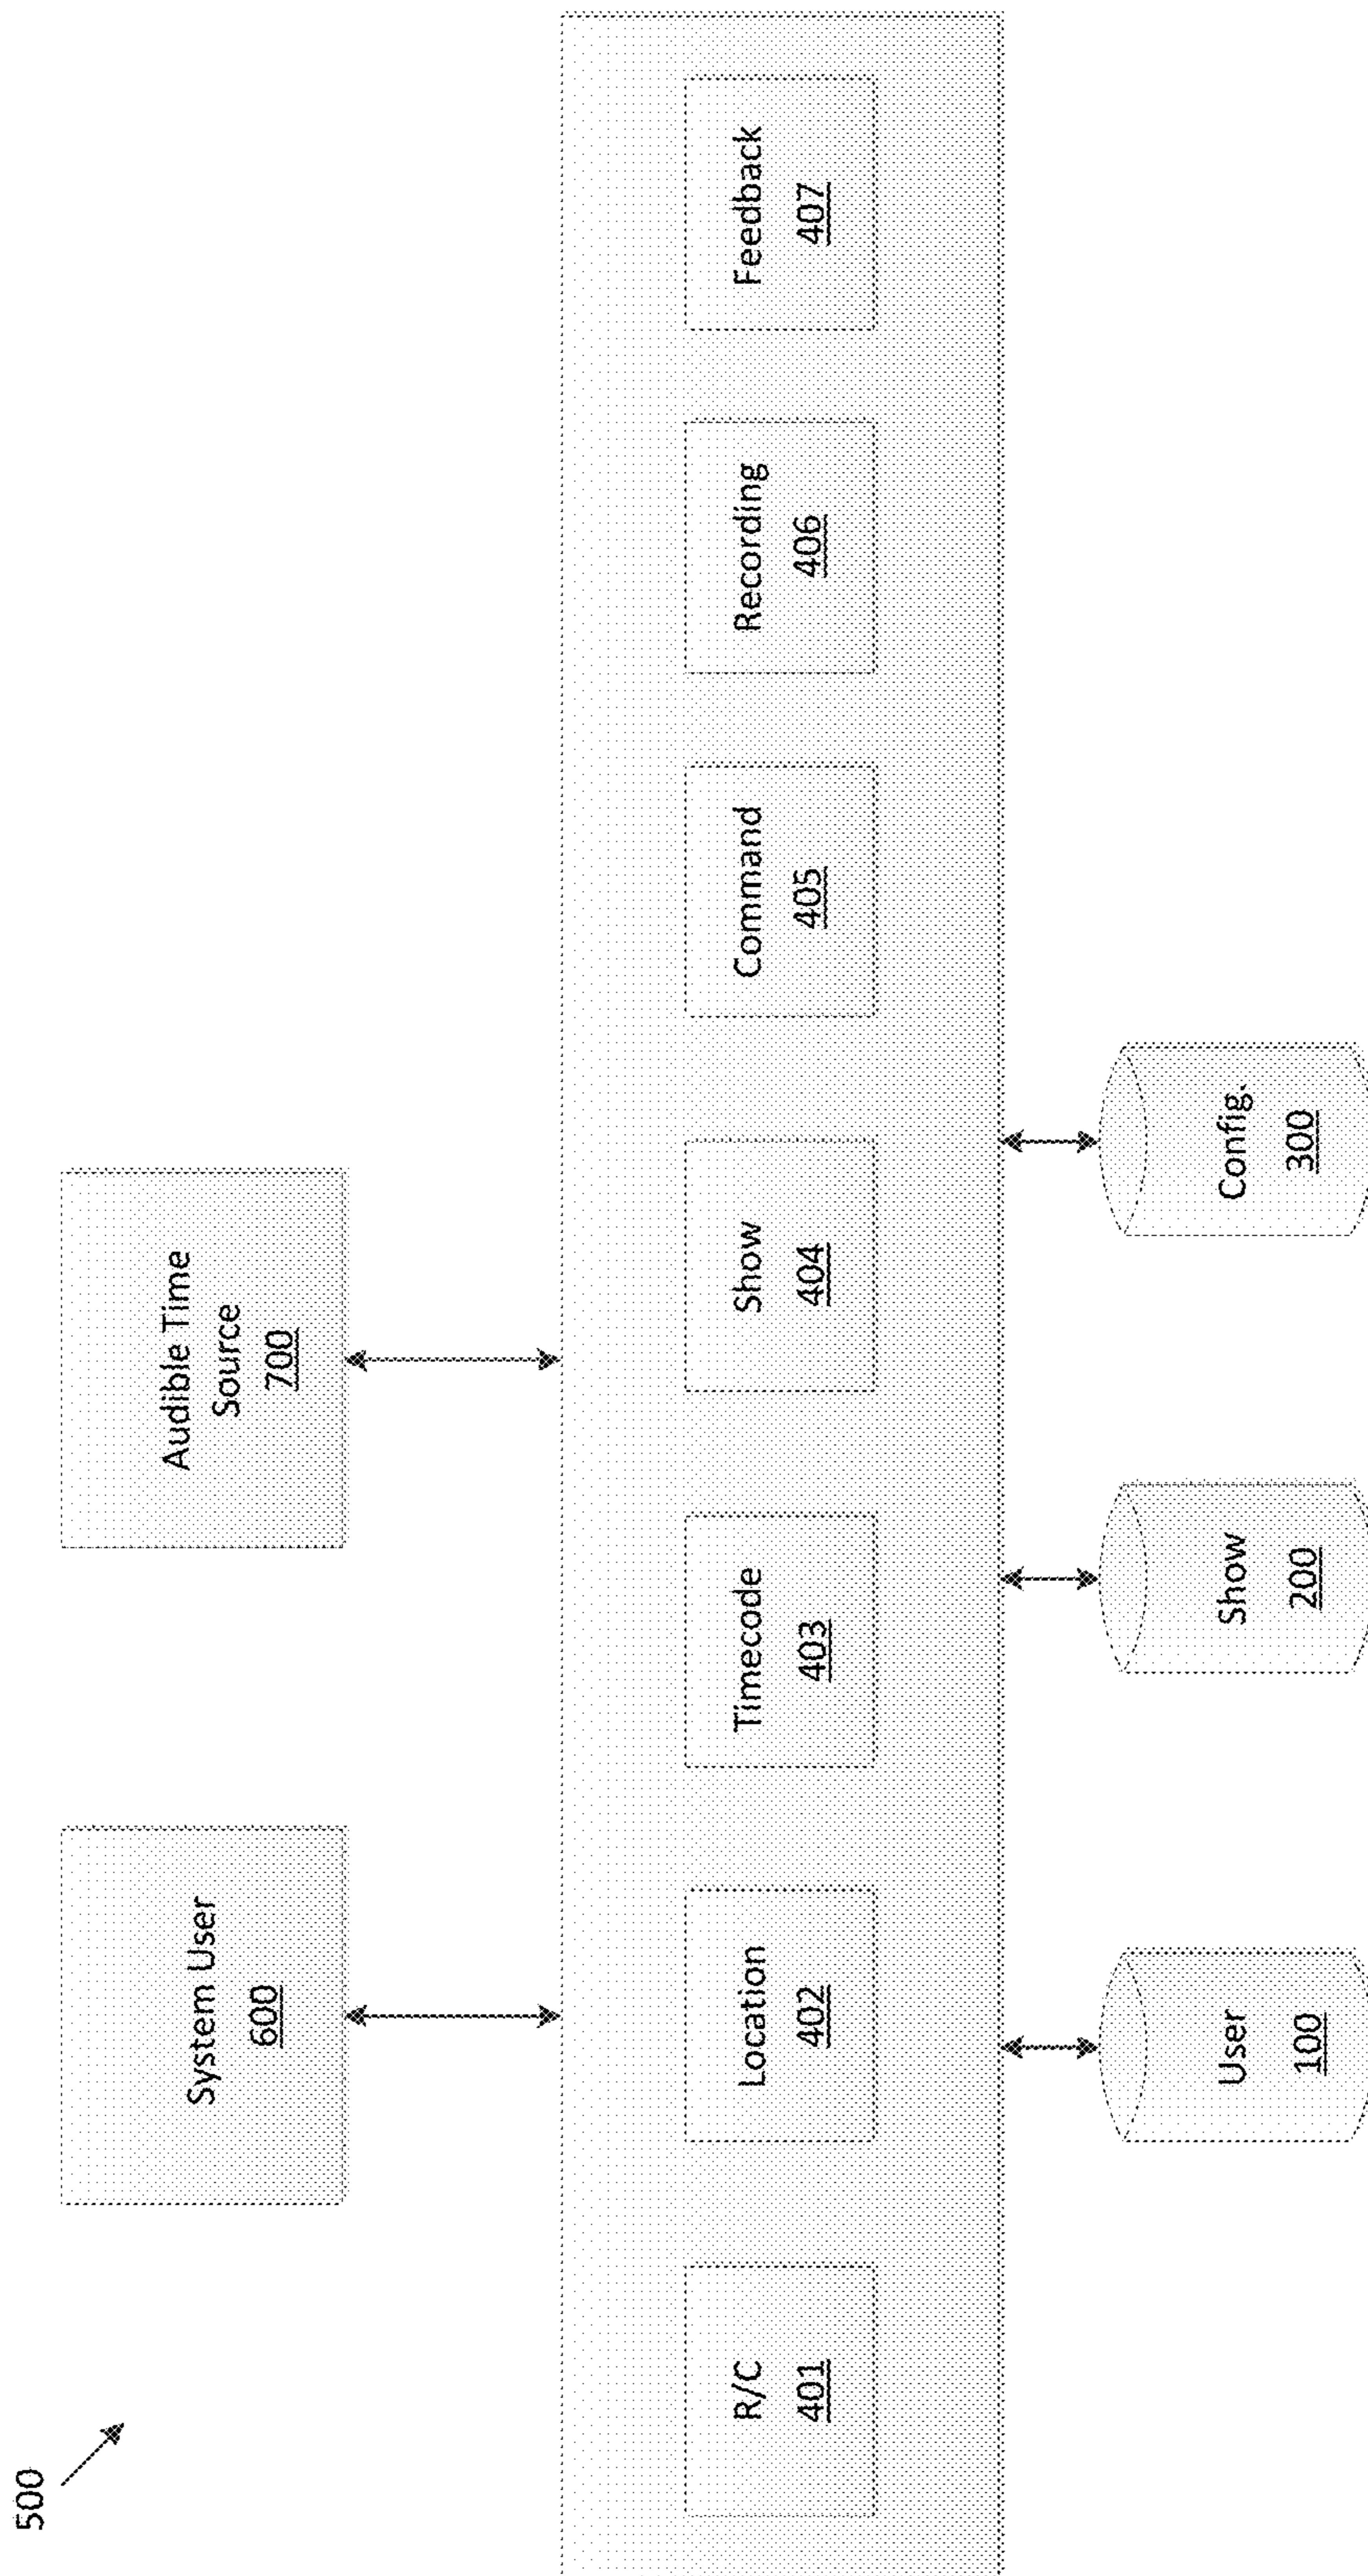 500
System User
600
Audible Time
Source
700
R/C
401
Location
402
Timecode
403
Show
404
Command
405
Recording
406
Feedback
407
User
100
Show
200
Config.
300